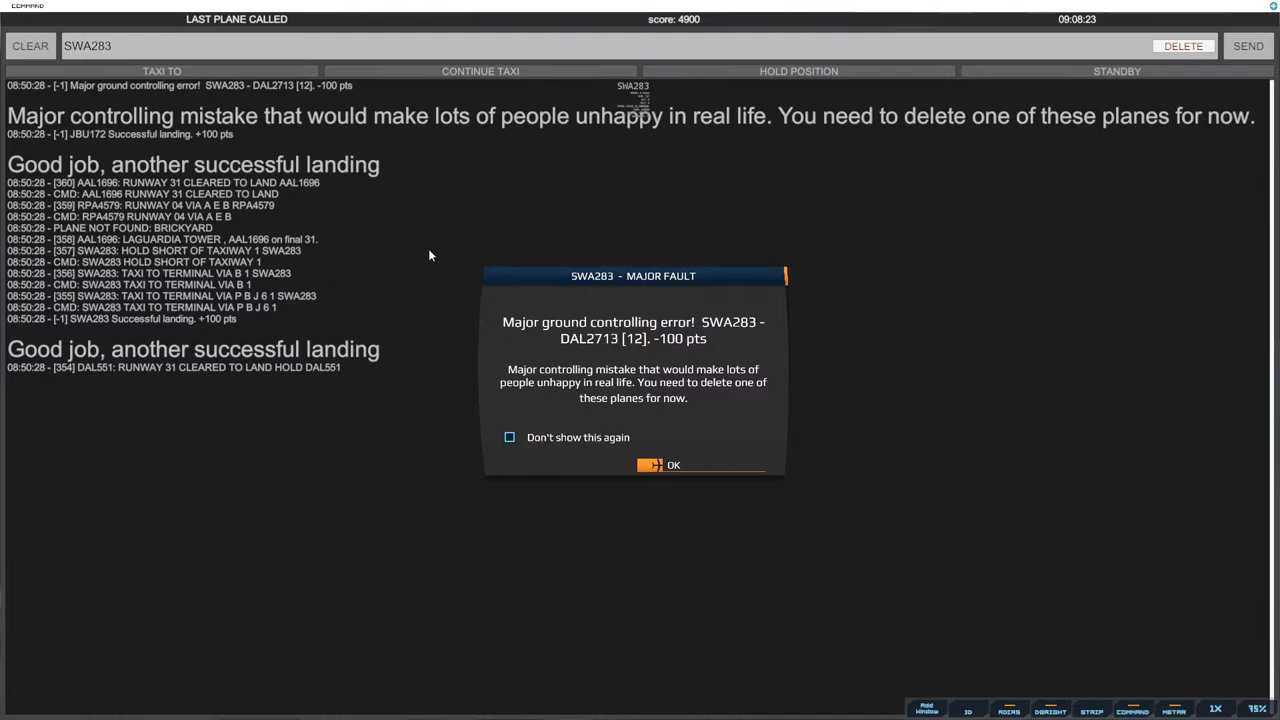 COMMAND
LAST PLANE CALLED score: 4900 09:08:23
CLEAR SWA283 DELETE SEND
TAXI TO CONTINUE TAXI HOLD POSITION STANDBY
08:50:28 - [-1] Major ground controlling error! SWA283 - DAL2713 [12]. -100 pts
SWA283
Major controlling mistake that would make lots of people unhappy in real life. You need to delete one of these planes for now.
08:50:28 - [-1] JBU172 Successful landing. +100 pts
Good job, another successful landing
08:50:28 - [360] AAL1696: RUNWAY 31 CLEARED TO LAND AAL1696
08:50:28 - CMD: AAL1696 RUNWAY 31 CLEARED TO LAND
08:50:28 - [359] RPA4579: RUNWAY 04 VIA A E B RPA4579
08:50:28 - CMD: RPA4579 RUNWAY 04 VIA A E B
08:50:28 - PLANE NOT FOUND: BRICKYARD
08:50:28 - [358] AAL1696: LAGUARDIA TOWER , AAL1696 on final 31.
08:50:28 - [357] SWA283: HOLD SHORT OF TAXIWAY 1 SWA283
08:50:28 - CMD: SWA283 HOLD SHORT OF TAXIWAY 1
08:50:28 - [356] SWA283: TAXI TO TERMINAL VIA B 1 SWA283
08:50:28 - CMD: SWA283 TAXI TO TERMINAL VIA B 1
08:50:28 - [355] SWA283: TAXI TO TERMINAL VIA P B J 6 1 SWA283
08:50:28 - CMD: SWA283 TAXI TO TERMINAL VIA P B J 6 1
08:50:28 - [-1] SWA283 Successful landing. +100 pts
Good job, another successful landing
08:50:28 - [354] DAL551: RUNWAY 31 CLEARED TO LAND HOLD DAL551
SWA283 - MAJOR FAULT
Major ground controlling error! SWA283 -
DAL2713 [12]. -100 pts
Major controlling mistake that would make lots of
people unhappy in real life. You need to delete one of
these planes for now.
Don't show this again
OK
Add Window 3D ADIRS DBRIGHT STRIP COMMAND METAR 1X 75%